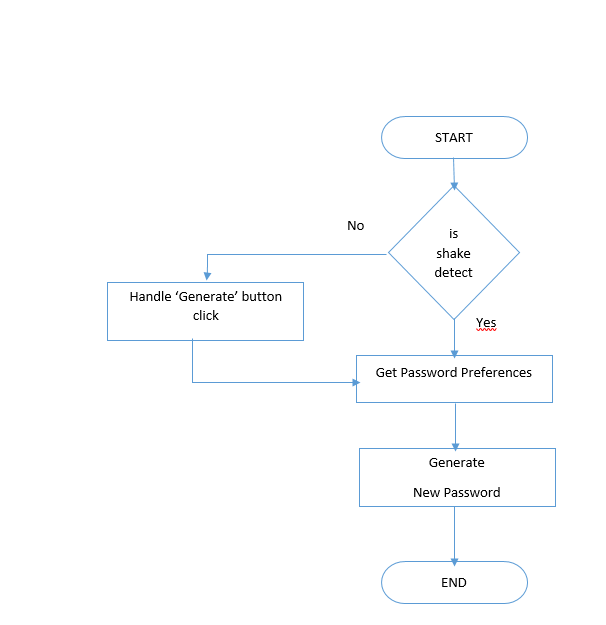 START
No
is
shake
detect
Handle ‘Generate’ button
click
Yes
Get Password Preferences
Generate
New Password
END